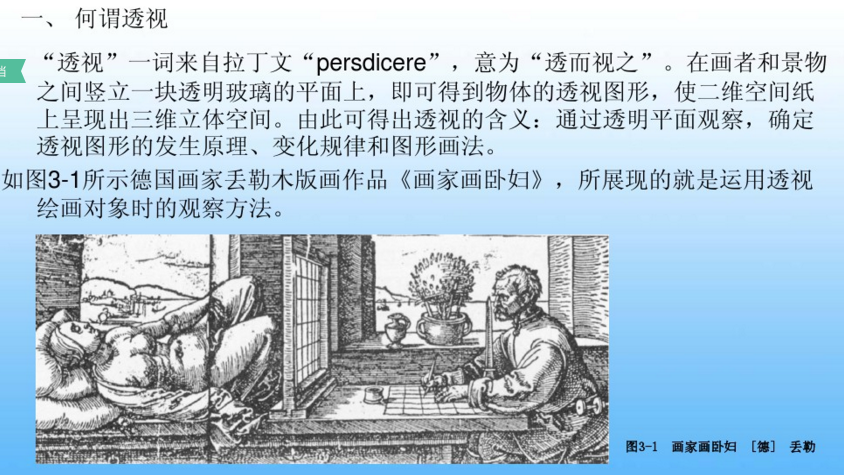 一、 何谓透视
当
“透视”一词来自拉丁文“persdicere”，意为“透而视之”。在画者和景物
之间竖立一块透明玻璃的平面上，即可得到物体的透视图形，使二维空间纸
上呈现出三维立体空间。由此可得出透视的含义：通过透明平面观察，确定
透视图形的发生原理、变化规律和图形画法。
如图3-1所示德国画家丢勒木版画作品《画家画卧妇》，所展现的就是运用透视
绘画对象时的观察方法。
图3-1 画家画卧妇 [德] 丢勒